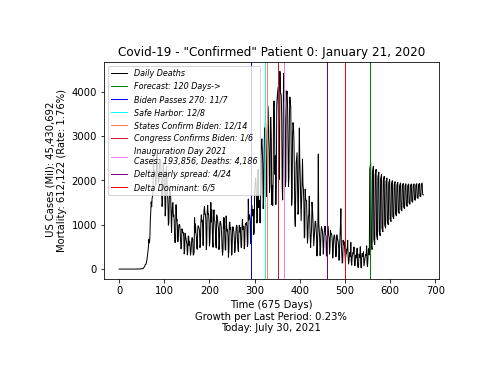 Covid-19 - "Confirmed" Patient 0: January 21, 2020
US Cases (Mil): 45,430,692
Mortality: 612,122 (Rate: 1.76%)
4000
3000
2000
1000
0
Daily Deaths
Forecast: 120 Days->
Biden Passes 270: 11/7
Safe Harbor: 12/8
States Confirm Biden: 12/14
Congress Confirms Biden: 1/6
Inauguration Day 2021
Cases: 193,856, Deaths: 4,186
Delta early spread: 4/24
Delta Dominant: 6/5
0 100 200 300 400 500 600 700
Time (675 Days)
Growth per Last Period: 0.23%
Today: July 30, 2021